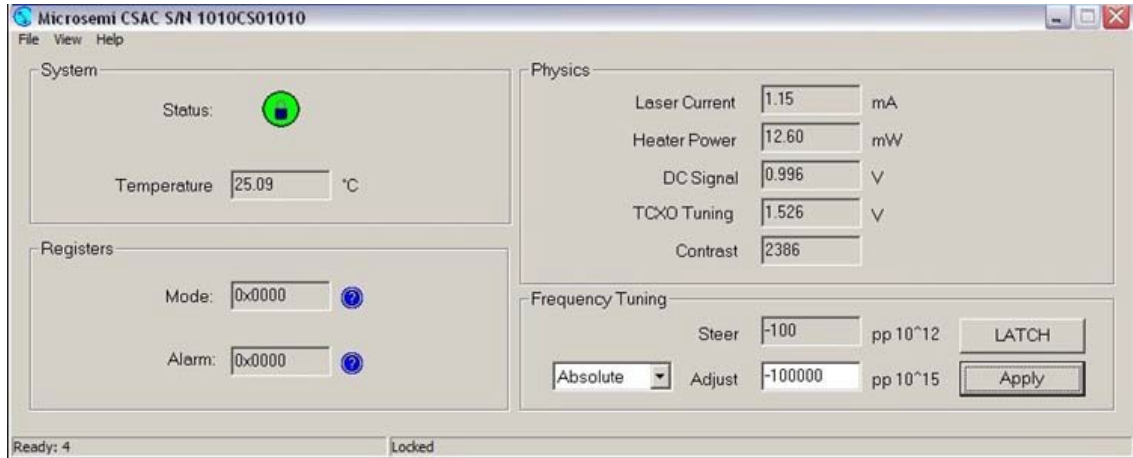 Microsemi CSAC S/N 1010CS01010
File View Help
System
Status:
Temperature 25.09 °C
Registers
Mode: 0x0000 ?
Alarm: 0x0000 ?
Physics
Laser Current 1.15 mA
Heater Power 12.60 mW
DC Signal 0.996 V
TCXO Tuning 1.526 V
Contrast 2386
Frequency Tuning
Steer -100 pp 10^12 LATCH
Absolute Adjust -100000 pp 10^15 Apply
Ready: 4 Locked